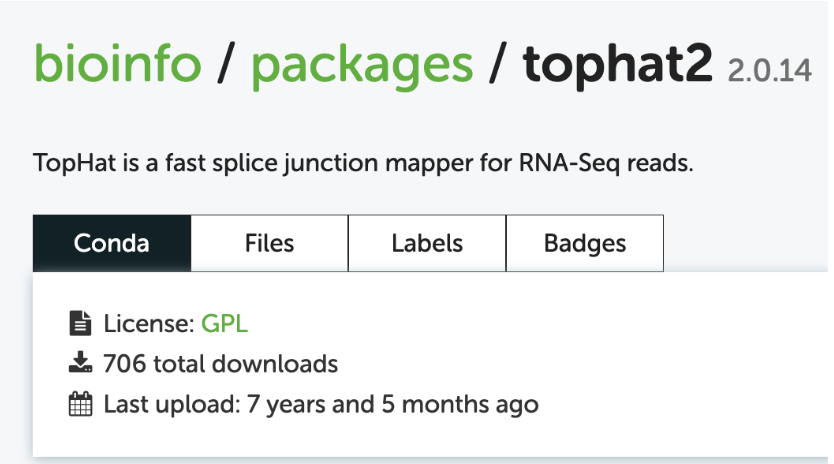 bioinfo / packages / tophat2 2.0.14
TopHat is a fast splice junction mapper for RNA-Seq reads.
Conda Files Labels Badges
License: GPL
706 total downloads
Last upload: 7 years and 5 months ago